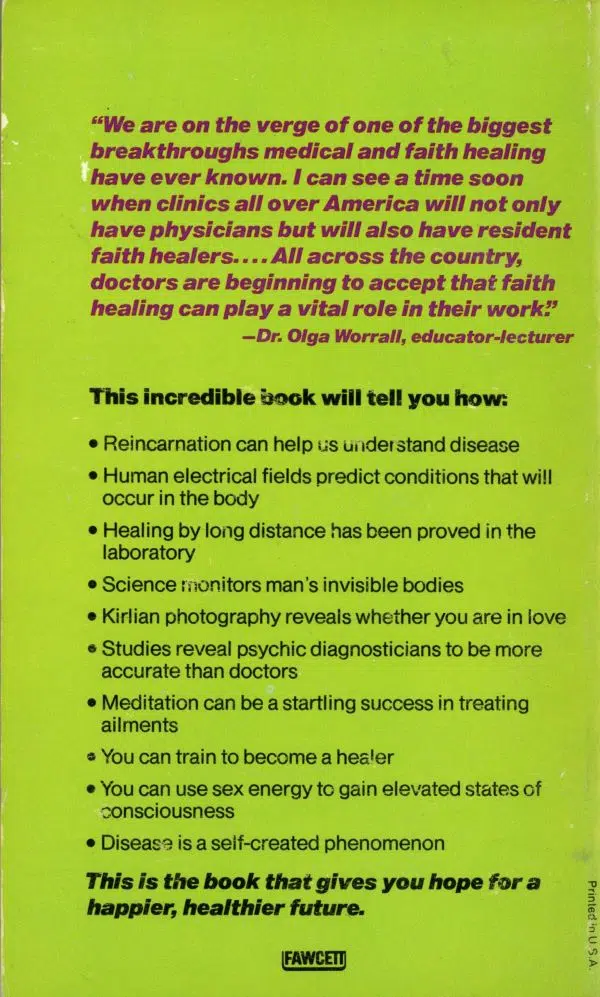 “We are on the verge of one of the biggest
breakthroughs medical and faith healing
have ever known. I can see a time soon
when clinics all over America will not only
have physicians but will also have resident
faith healers.... All across the country,
doctors are beginning to accept that faith
healing can play a vital role in their work.”
—Dr. Olga Worrall, educator-lecturer
This incredible book will tell you how:
• Reincarnation can help us understand disease
• Human electrical fields predict conditions that will
occur in the body
• Healing by long distance has been proved in the
laboratory
• Science monitors man's invisible bodies
• Kirlian photography reveals whether you are in love
• Studies reveal psychic diagnosticians to be more
accurate than doctors
• Meditation can be a startling success in treating
ailments
• You can train to become a healer
• You can use sex energy to gain elevated states of
consciousness
• Disease is a self-created phenomenon
This is the book that gives you hope for a
happier, healthier future.
FAWCETT
Printed in U.S.A.